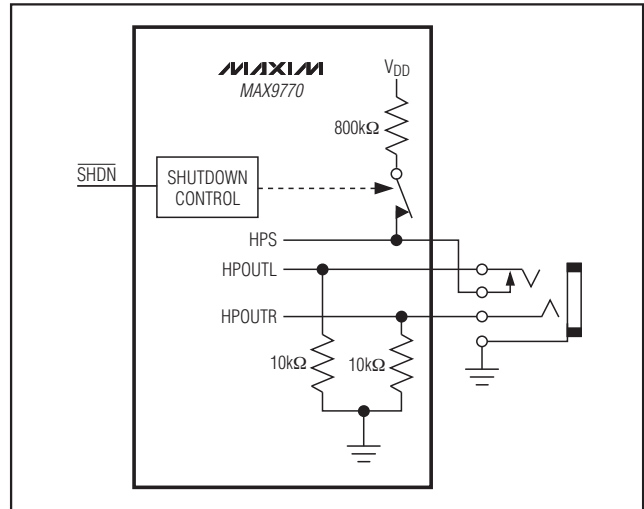 MAXIM
MAX9770
VDD
800kΩ
SHDN
SHUTDOWN
CONTROL
HPS
HPOUTL
HPOUTR
10kΩ 10kΩ